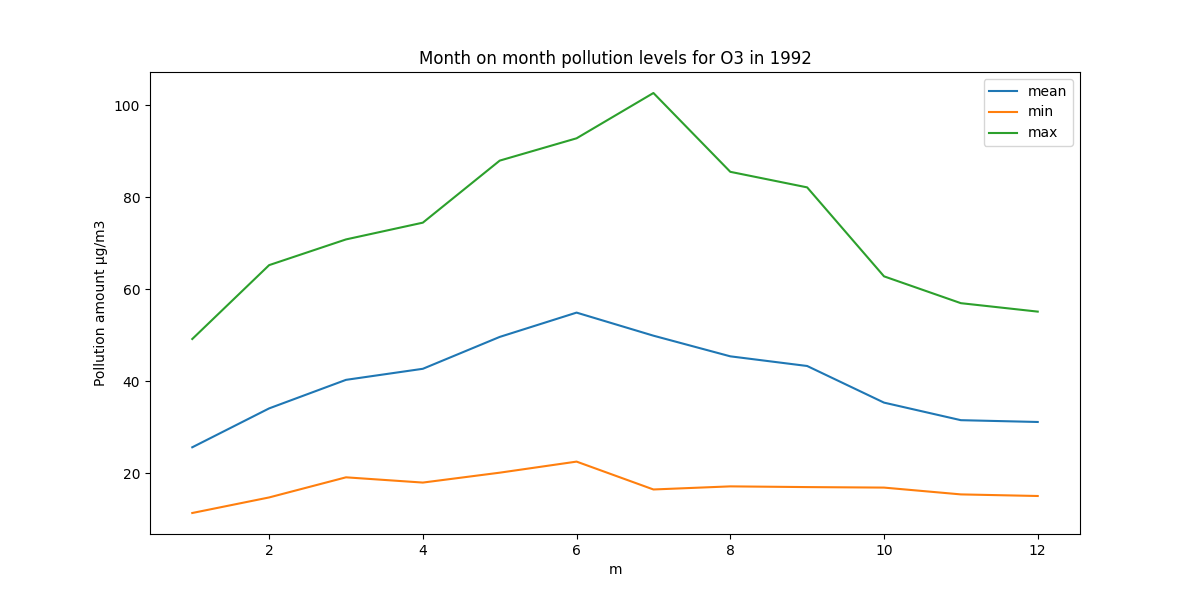 Month on month pollution levels for O3 in 1992
mean
min
max
Pollution amount µg/m3
100
80
60
40
20
2 4 6 8 10 12
m